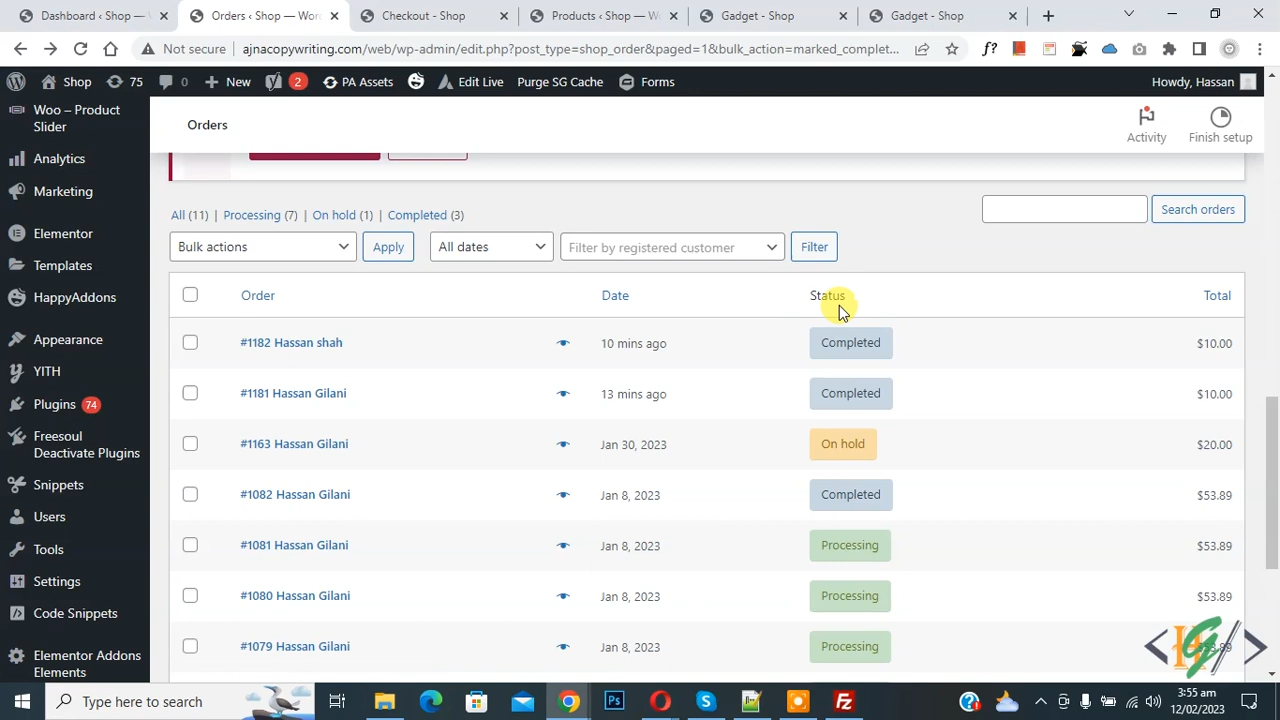 Dashboard ‹ Shop — Wor
Orders ‹ Shop — Wor
Checkout - Shop
Products ‹ Shop — W
Gadget - Shop
Gadget - Shop
Not secure
ajnacopywriting.com/web/wp-admin/edit.php?post_type=shop_order&paged=1&bulk_action=marked_complet...
Shop 75 0 New 2 PA Assets Edit Live Purge SG Cache Forms Howdy, Hassan
Woo – Product
Slider
Analytics
Marketing
Elementor
Templates
HappyAddons
Appearance
YITH
Plugins 74
Freesoul
Deactivate Plugins
Snippets
Users
Tools
Settings
Code Snippets
Elementor Addons
Elements
Orders
Activity
Finish setup
All (11) | Processing (7) | On hold (1) | Completed (3)
Search orders
Bulk actions Apply All dates Filter by registered customer Filter
Order Date Status Total
#1182 Hassan shah 10 mins ago Completed $10.00
#1181 Hassan Gilani 13 mins ago Completed $10.00
#1163 Hassan Gilani Jan 30, 2023 On hold $20.00
#1082 Hassan Gilani Jan 8, 2023 Completed $53.89
#1081 Hassan Gilani Jan 8, 2023 Processing $53.89
#1080 Hassan Gilani Jan 8, 2023 Processing $53.89
#1079 Hassan Gilani Jan 8, 2023 Processing
Type here to search
3:55 am
12/02/2023